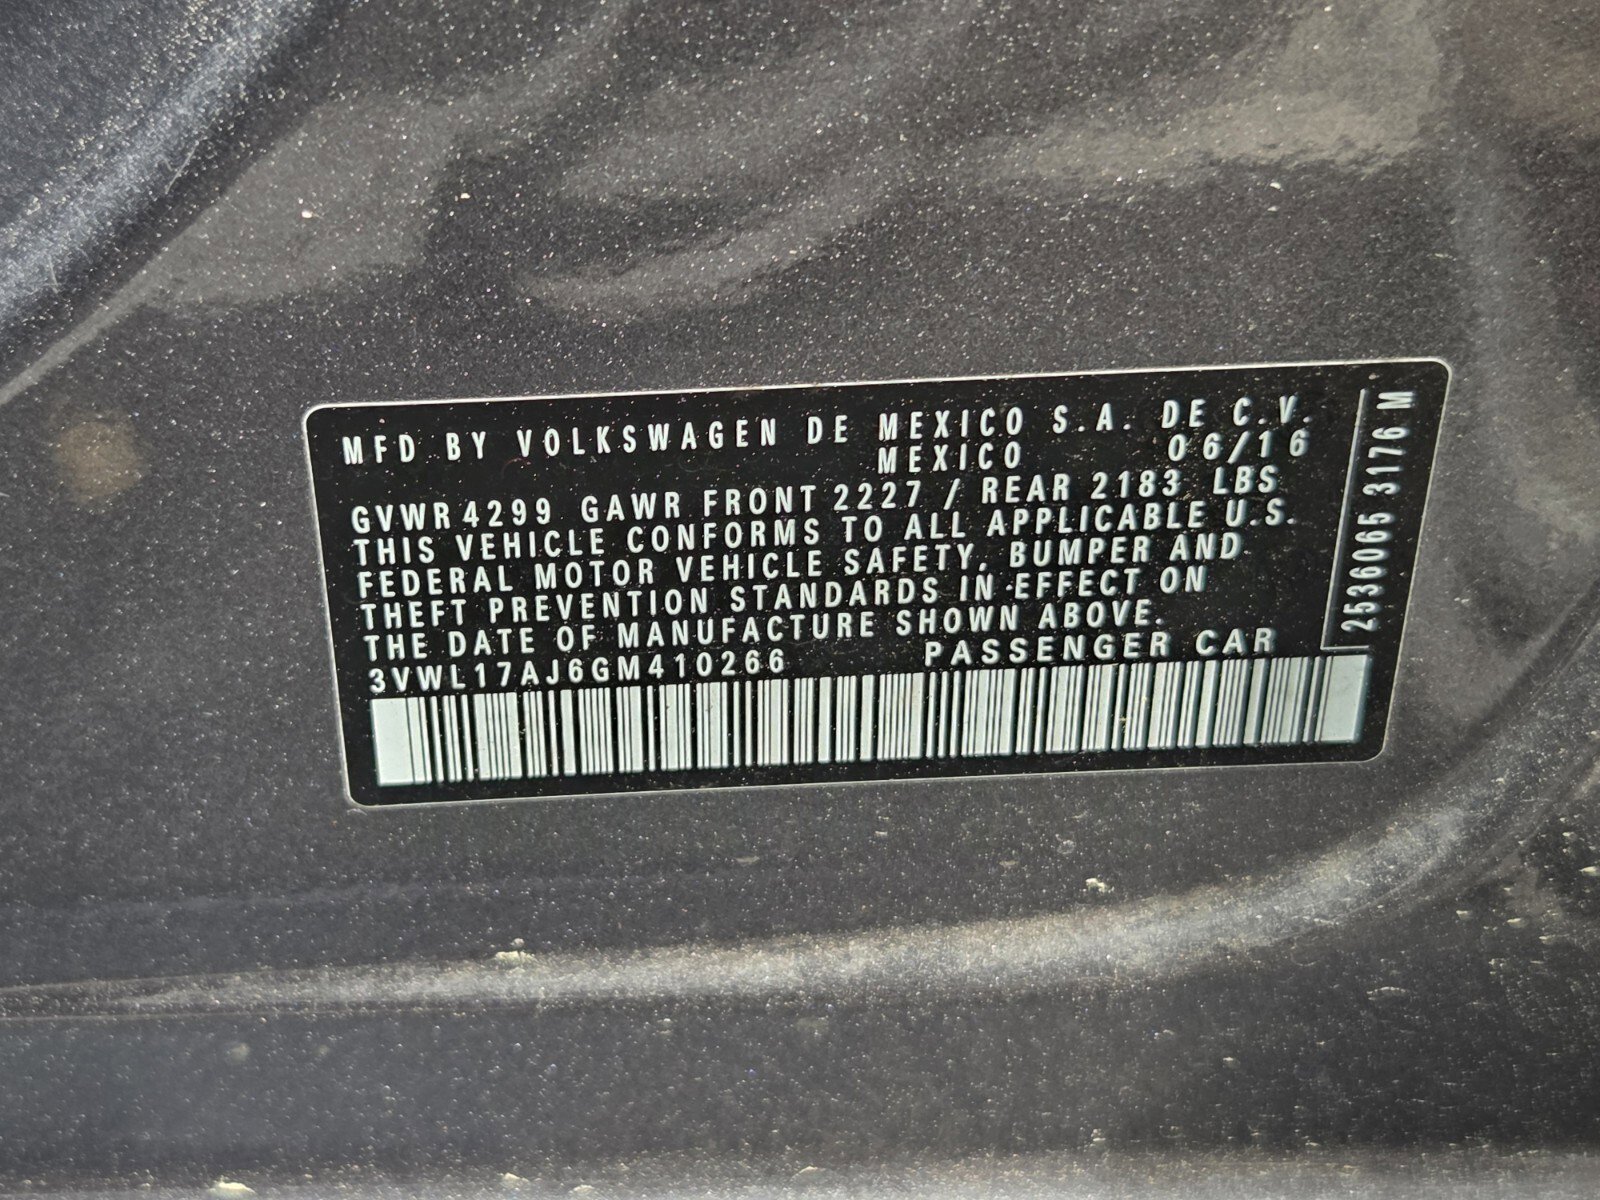 MFD BY VOLKSWAGEN DE MEXICO S.A. DE C.V.
MEXICO 06/16
GVWR 4299 GAWR FRONT 2227 / REAR 2183 LBS
THIS VEHICLE CONFORMS TO ALL APPLICABLE U.S.
FEDERAL MOTOR VEHICLE SAFETY, BUMPER AND
THEFT PREVENTION STANDARDS IN EFFECT ON
THE DATE OF MANUFACTURE SHOWN ABOVE.
3VWL17AJ6GM410266 PASSENGER CAR
2536065 3176 M